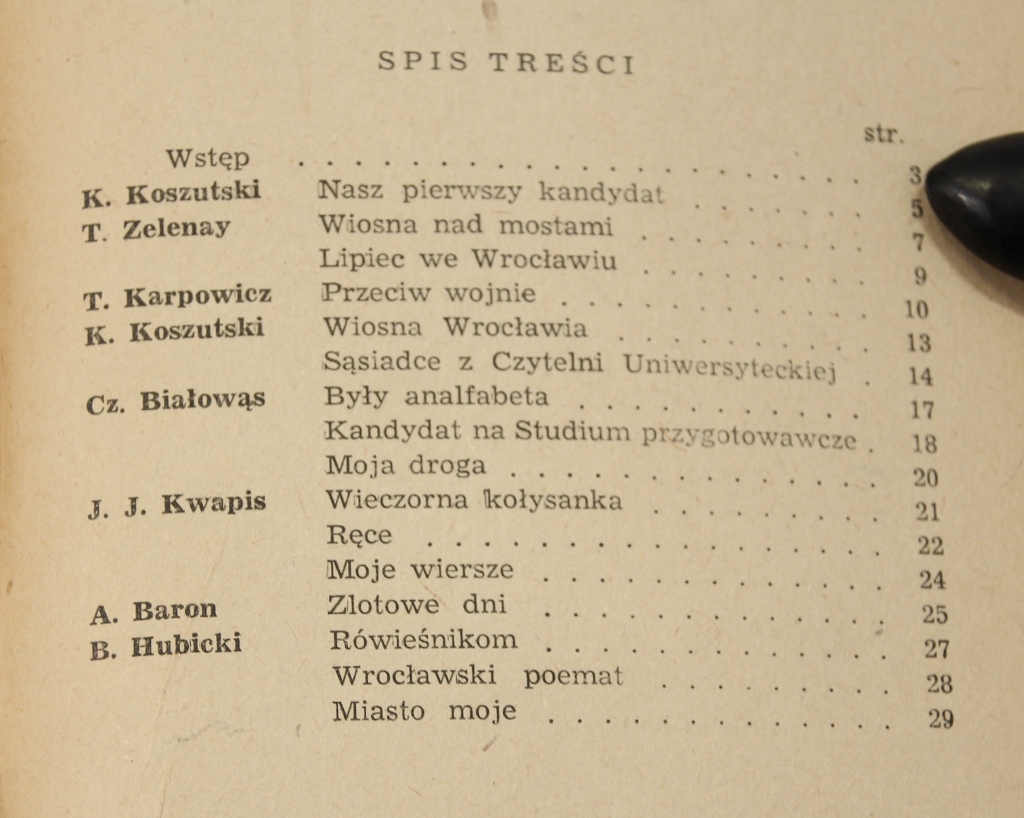 SPIS TREŚCI
str.
Wstęp . . . . . . . . . . . . . . . . 3
K. Koszutski Nasz pierwszy kandydat . . . . . . 5
T. Zelenay Wiosna nad mostami . . . . . . . . 7
Lipiec we Wrocławiu . . . . . . . . 9
T. Karpowicz Przeciw wojnie . . . . . . . . . . . 10
K. Koszutski Wiosna Wrocławia . . . . . . . . . 13
Sąsiadce z Czytelni Uniwersyteckiej . 14
Cz. Białowąs Były analfabeta . . . . . . . . . . . 17
Kandydat na Studium przygotowawcze . 18
Moja droga . . . . . . . . . . . . . 20
J. J. Kwapis Wieczorna kołysanka . . . . . . . . 21
Ręce . . . . . . . . . . . . . . . . 22
Moje wiersze . . . . . . . . . . . . 24
A. Baron Zlotowe dni . . . . . . . . . . . . 25
B. Hubicki Rówieśnikom . . . . . . . . . . . . 27
Wrocławski poemat . . . . . . . . 28
Miasto moje . . . . . . . . . . . . 29